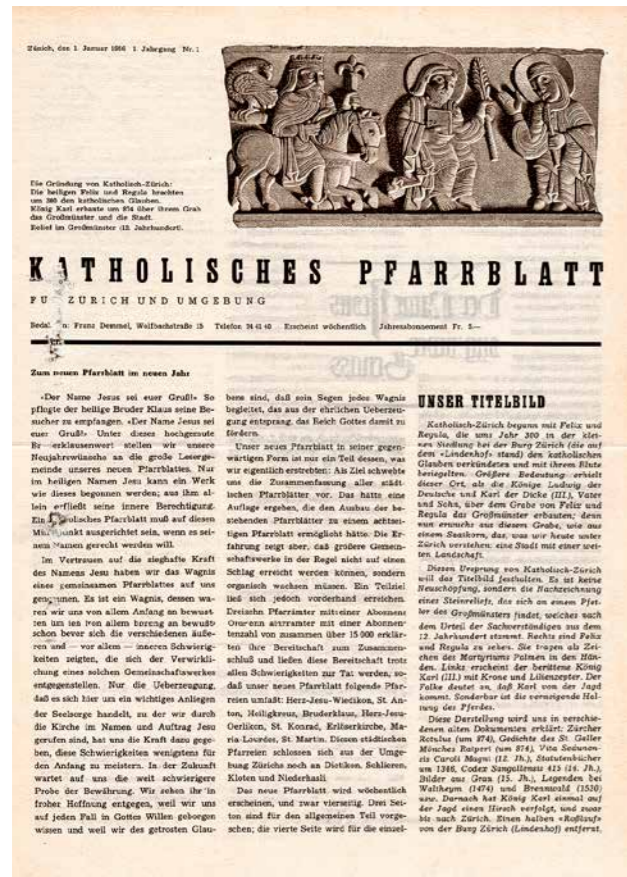 Zürich, den 1. Januar 1956 1. Jahrgang Nr. 1
Die Gründung von Katholisch-Zürich:
Die heiligen Felix und Regula brachten
um 300 den katholischen Glauben.
König Karl erbaute um 874 über ihrem Grab
das Großmünster und die Stadt.
Relief im Großmünster (12. Jahrhundert).
KATHOLISCHES PFARRBLATT
FÜ ZÜRICH UND UMGEBUNG
Franz Demmel, Weifbachstraße 15 Telefon 34 41 40 Erscheint wöchentlich Jahresabonnement Fr. 5.—
Zum neuen Pfarrblatt im neuen Jahr
«Der Name Jesus sei euer Gruß!» So
pflegte der heilige Bruder Klaus seine Be-
sucher zu empfangen. «Der Name Jesus sei
euer Gruß!» Unter dieses hochgemute
Br erklausenwort stellen wir unsere
Neujahrwünsche an die große Leserge-
meinde unseres neuen Pfarrblattes. Nur
im heiligen Namen Jesu kann ein Werk
wie dieses begonnen werden; aus ihm al-
lein erfließt seine innere Berechtigung.
Ein olisches Pfarrblatt muß auf diesen
Mi punkt ausgerichtet sein, wenn es sei-
nem Namen gerecht werden will.
Im Vertrauen auf die sieghafte Kraft
des Namens Jesu haben wir das Wagnis
eines gemeinsamen Pfarrblattes auf uns
genommen. Es ist ein Wagnis, dessen wa-
ren wir uns von allem Anfang an bewußt
schon bevor sich die verschiedenen äuße-
ren und — vor allem — inneren Schwierig-
keiten zeigten, die sich der Verwirkli-
chung eines solchen Gemeinschaftswerkes
entgegenstellen. Nur die Ueberzeugung,
daß es sich hier um ein wichtiges Anliegen
der Seelsorge handelt, zu der wir durch
die Kirche im Namen und Auftrag Jesu
gerufen sind, hat uns die Kraft dazu gege-
ben, diese Schwierigkeiten wenigstens für
den Anfang zu meistern. In der Zukunft
wartet auf uns die weit schwierigere
Probe der Bewährung. Wir sehen ihr in
froher Hoffnung entgegen, weil wir uns
auf jeden Fall in Gottes Willen geborgen
wissen und weil wir des getrosten Glau-
bens sind, daß sein Segen jedes Wagnis
begleitet, das aus der ehrlichen Ueberzeu-
gung entsprang, das Reich Gottes damit zu
fördern.
Unser neues Pfarrblatt in seiner gegen-
wärtigen Form ist nur ein Teil dessen, was
wir eigentlich erstrebten: Als Ziel schwebte
uns die Zusammenfassung aller städt-
ischen Pfarrblätter vor. Das hätte eine
Auflage ergeben, die den Ausbau der be-
stehenden Pfarrblätter zu einem achtsei-
tigen Pfarrblatt ermöglicht hätte. Die Er-
fahrung zeigt aber, daß größere Gemein-
schaftswerke in der Regel nicht auf einen
Schlag erreicht werden können, sondern
organisch wachsen müssen. Ein Teilziel
ließ sich jedoch vorderhand erreichen.
Dreizehn Pfarrämter mit einer Abonnen-
tenzahl von zusammen über 15 000 erklär-
ten ihre Bereitschaft zum Zusammen-
schluß und ließen diese Bereitschaft trotz
allen Schwierigkeiten zur Tat werden, so-
daß unser neues Pfarrblatt folgende Pfar-
reien umfaßt: Herz-Jesu-Wiedikon, St. An-
ton, Heiligkreuz, Bruderklaus, Herz-Jesu-
Oerlikon, St. Konrad, Erlöserkirche, Ma-
ria-Lourdes, St. Martin. Diesen städtischen
Pfarreien schlossen sich aus der Umge-
bung Zürichs noch an Dietikon, Schlieren,
Kloten und Niederhasli.
Das neue Pfarrblatt wird wöchentlich
erscheinen, und zwar vierseitig. Drei Sei-
ten sind für den allgemeinen Teil vorge-
sehen; die vierte Seite wird für die einzel-
UNSER TITELBILD
Katholisch-Zürich begann mit Felix und
Regula, die ums Jahr 300 in der klei-
nen Siedlung bei der Burg Zürich (die auf
dem «Lindenhof» stand) den katholischen
Glauben verkündeten und mit ihrem Blute
besiegelten. Größere Bedeutung erhielt
dieser Ort, als die Könige Ludwig der
Deutsche und Karl der Dicke (III.), Vater
und Sohn, über dem Grabe von Felix und
Regula das Großmünster erbauten; denn
nun erwuchs aus diesem Grabe, wie aus
einem Saatkorn, das, was wir heute unter
Zürich verstehen: eine Stadt mit einer wei-
ten Landschaft.
Diesen Ursprung von Katholisch-Zürich
will das Titelbild festhalten. Es ist keine
Neuschöpfung, sondern die Nachzeichnung
eines Steinreliefs, das sich an einem Pfei-
ler des Großmünsters findet, welches nach
dem Urteil der Sachverständigen aus dem
12. Jahrhundert stammt. Rechts sind Felix
und Regula zu sehen. Sie tragen als Zei-
chen des Martyriums Palmen in den Hän-
den. Links erscheint der berittene König
Karl (III.) mit Krone und Lilienzepter. Der
Falke deutet an, daß Karl von der Jagd
kommt. Sonderbar ist die verneigende Hal-
tung des Pferdes.
Diese Darstellung wird uns in verschie-
denen alten Dokumenten erklärt: Zürcher
Rotulus (um 874), Gedichte des St. Galler
Mönches Ratpert (um 874), Vita Sedunen-
sis Caroli Magni (12. Jh.), Statutenbücher
um 1346, Codex Sangallensis 415 (14. Jh.),
Bilder aus Grau (15. Jh.), Legenden bei
Waltheym (1474) und Brennwald (1530)
usw. Darnach hat König Karl einmal auf
der Jagd einen Hirsch verfolgt, und zwar
bis nach Zürich. Einen halben «Roßlauf»
von der Burg Zürich (Lindenhof) entfernt,